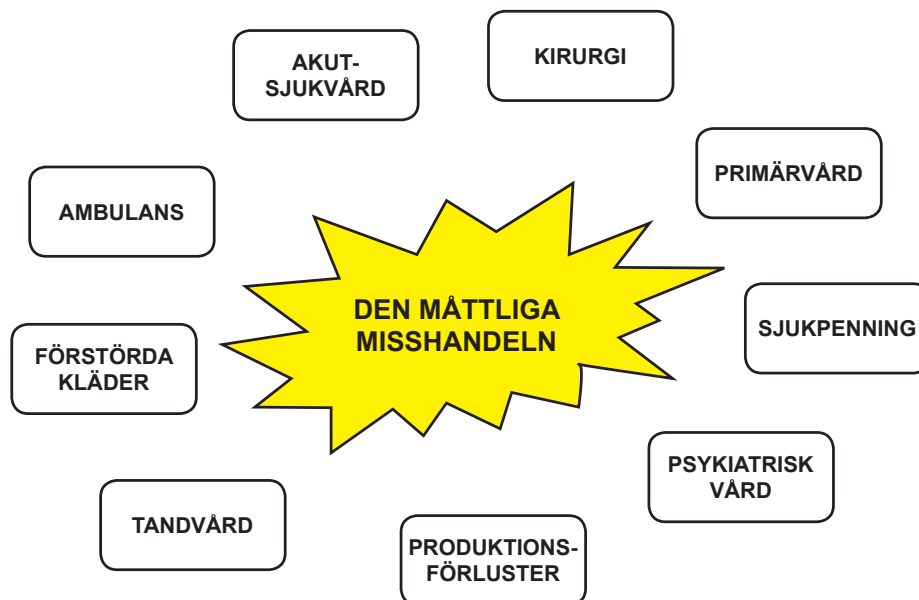 AKUT-
SJUKVÅRD
KIRURGI
PRIMÄRVÅRD
AMBULANS
DEN MÅTTLIGA
MISSHANDELN
SJUKPENNING
FÖRSTÖRDA
KLÄDER
PSYKIATRISK
VÅRD
TANDVÅRD
PRODUKTIONS-
FÖRLUSTER